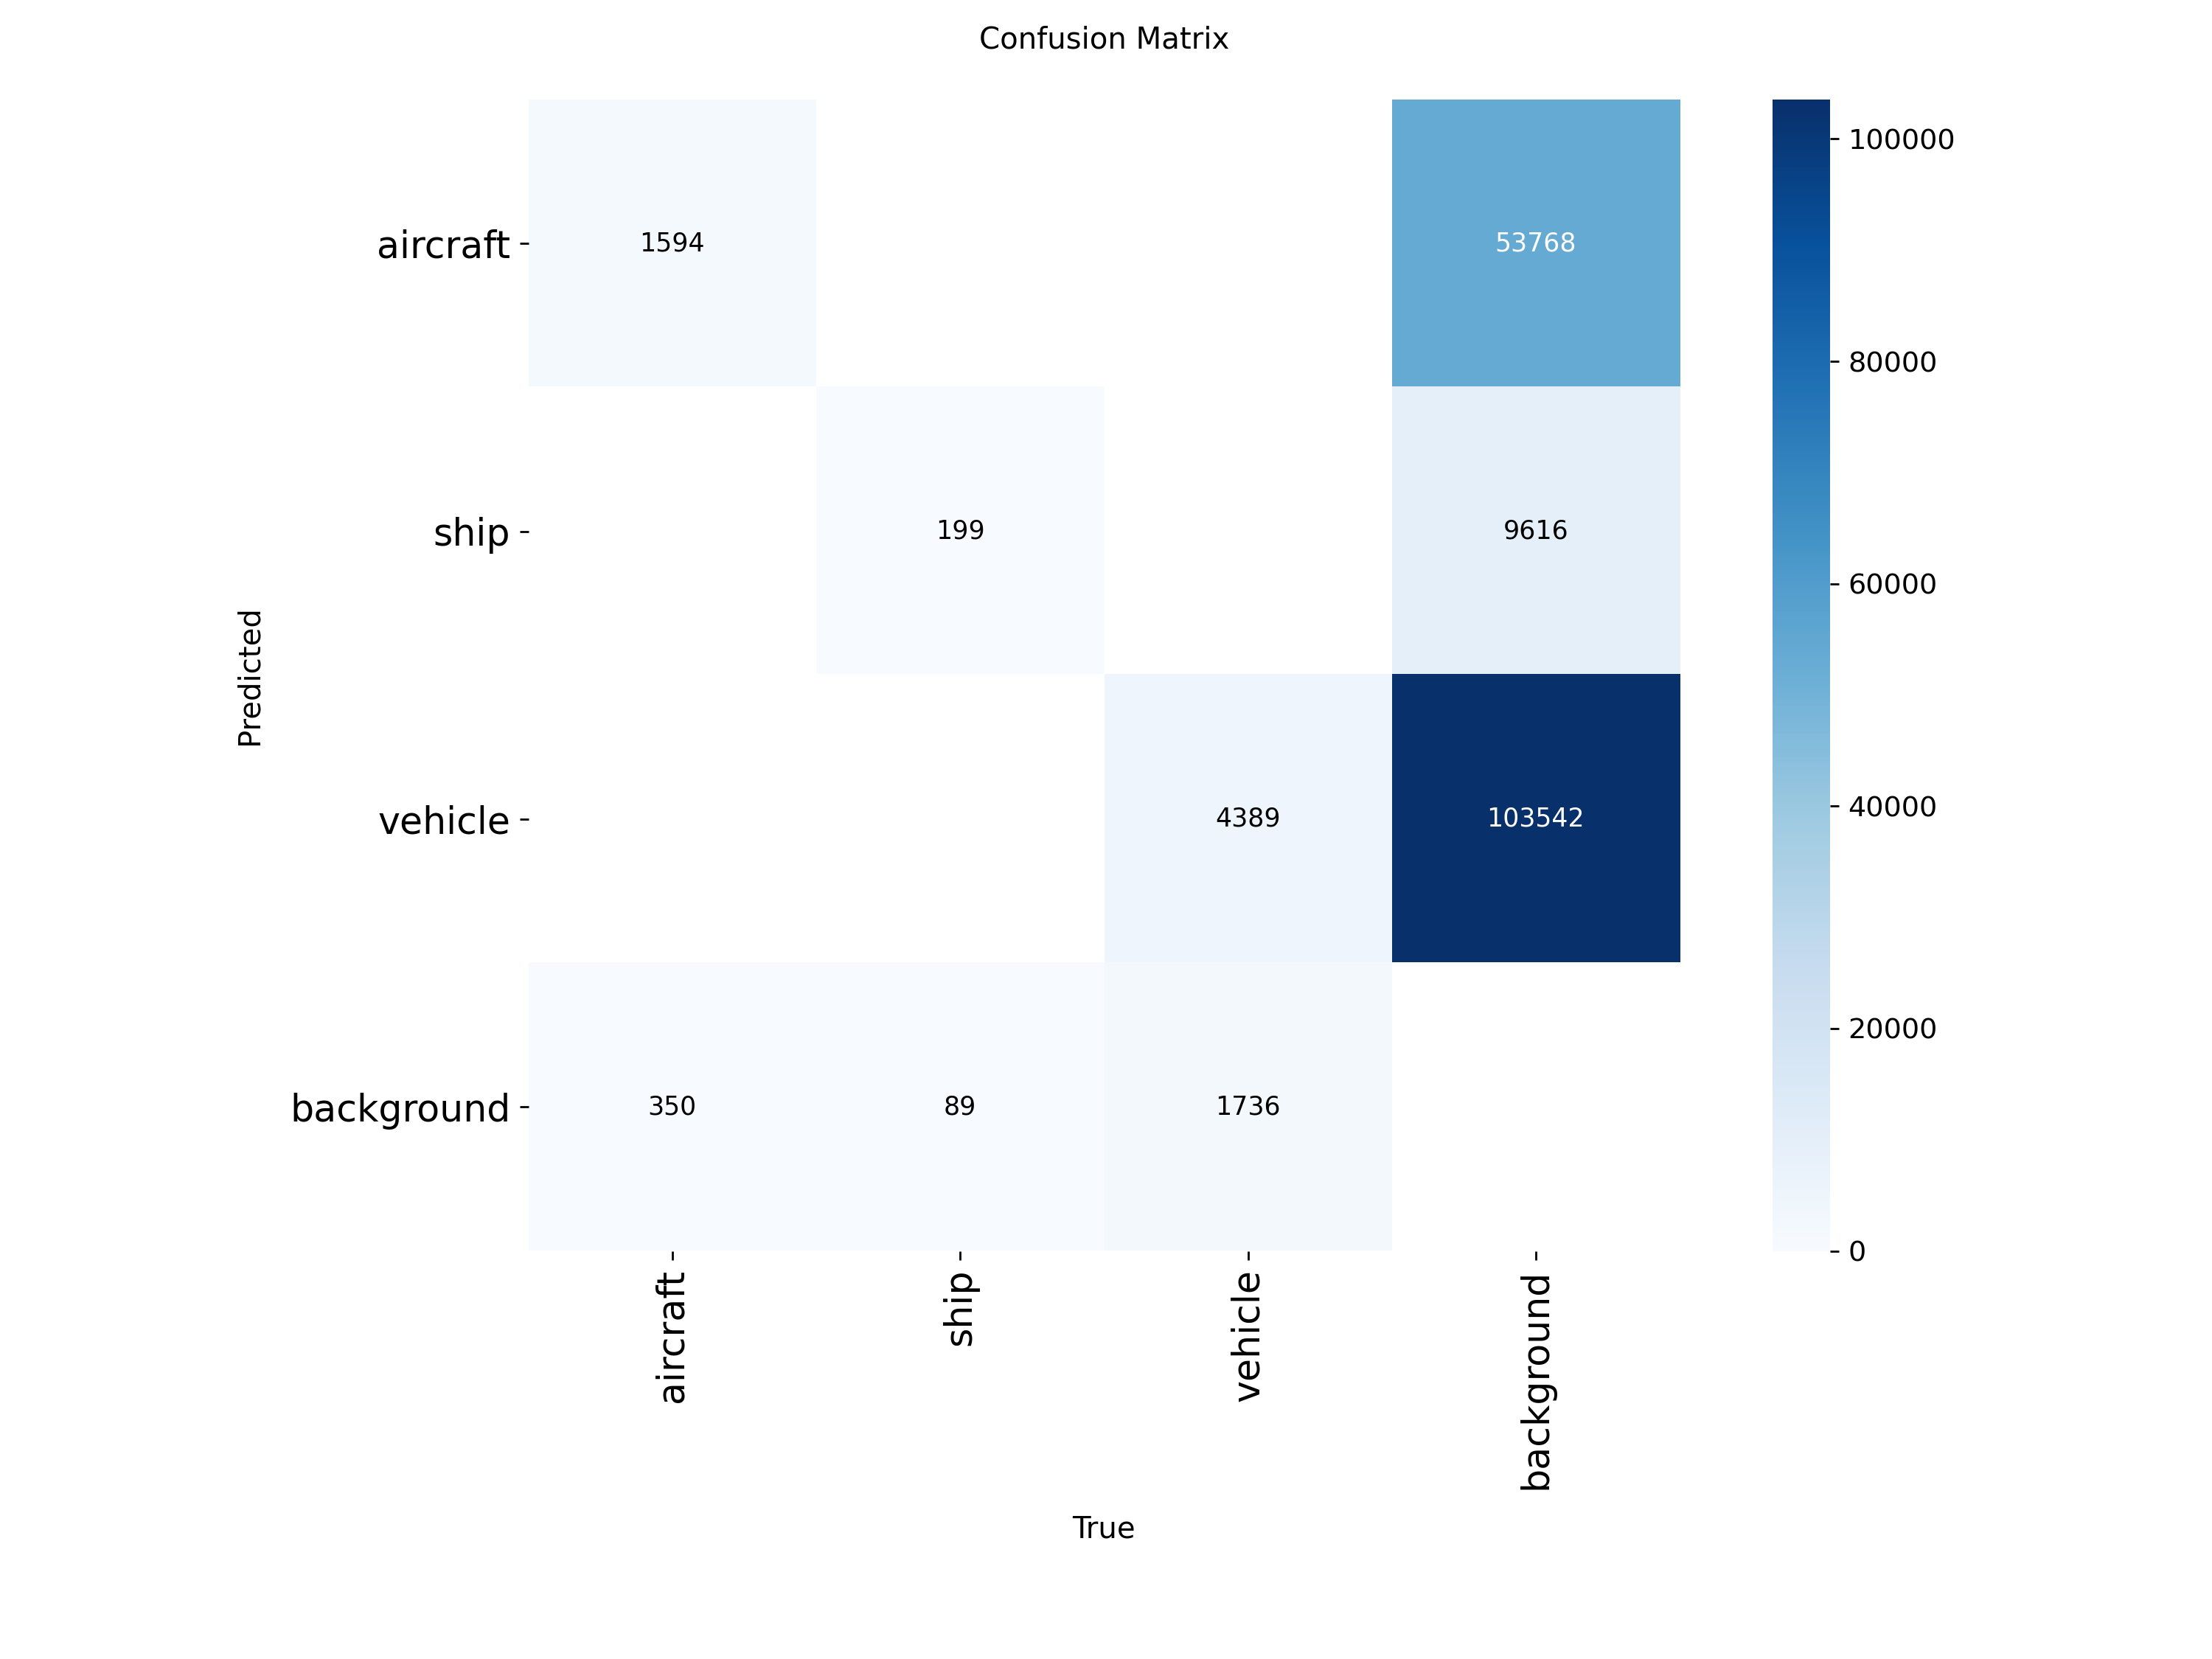 Confusion Matrix
Predicted
aircraft
1594
53768
ship
199
9616
vehicle
4389
103542
background
350
89
1736
aircraft
ship
vehicle
background
True
100000
80000
60000
40000
20000
0